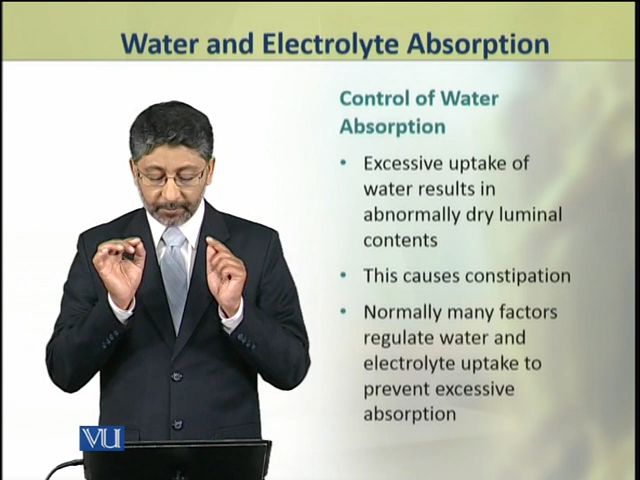 Water and Electrolyte Absorption
Control of Water
Absorption
• Excessive uptake of
water results in
abnormally dry luminal
contents
• This causes constipation
• Normally many factors
regulate water and
electrolyte uptake to
prevent excessive
absorption
VU